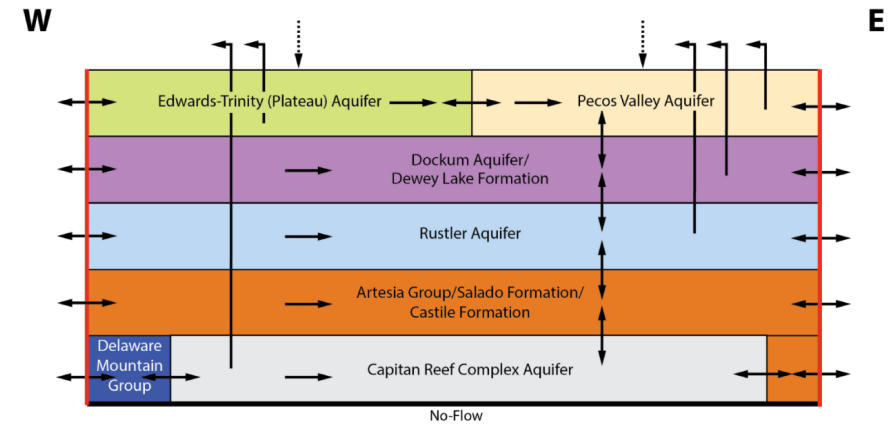 W
E
Edwards-Trinity (Plateau) Aquifer
Pecos Valley Aquifer
Dockum Aquifer/
Dewey Lake Formation
Rustler Aquifer
Artesia Group/Salado Formation/
Castile Formation
Delaware
Mountain
Group
Capitan Reef Complex Aquifer
No-Flow